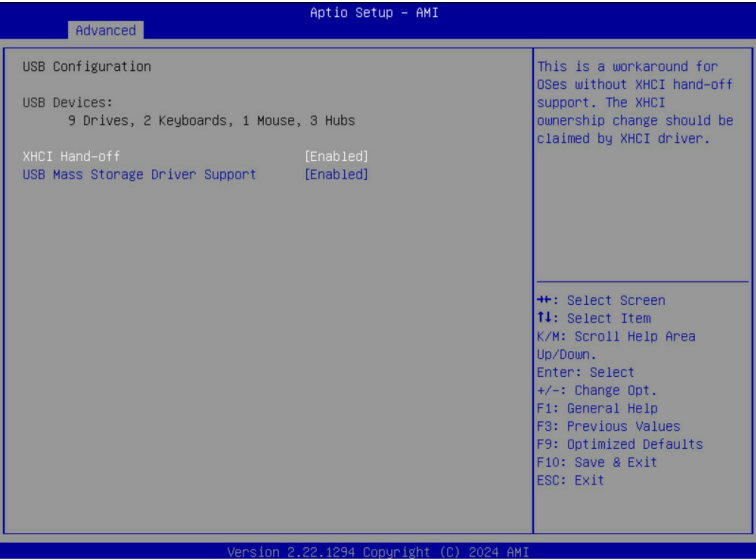 Aptio Setup – AMI
Advanced
USB Configuration
USB Devices:
9 Drives, 2 Keyboards, 1 Mouse, 3 Hubs
XHCI Hand-off [Enabled]
USB Mass Storage Driver Support [Enabled]
This is a workaround for
OSes without XHCI hand-off
support. The XHCI
ownership change should be
claimed by XHCI driver.
→←: Select Screen
↑↓: Select Item
K/M: Scroll Help Area
Up/Down.
Enter: Select
+/-: Change Opt.
F1: General Help
F3: Previous Values
F9: Optimized Defaults
F10: Save & Exit
ESC: Exit
Version 2.22.1294 Copyright (C) 2024 AMI